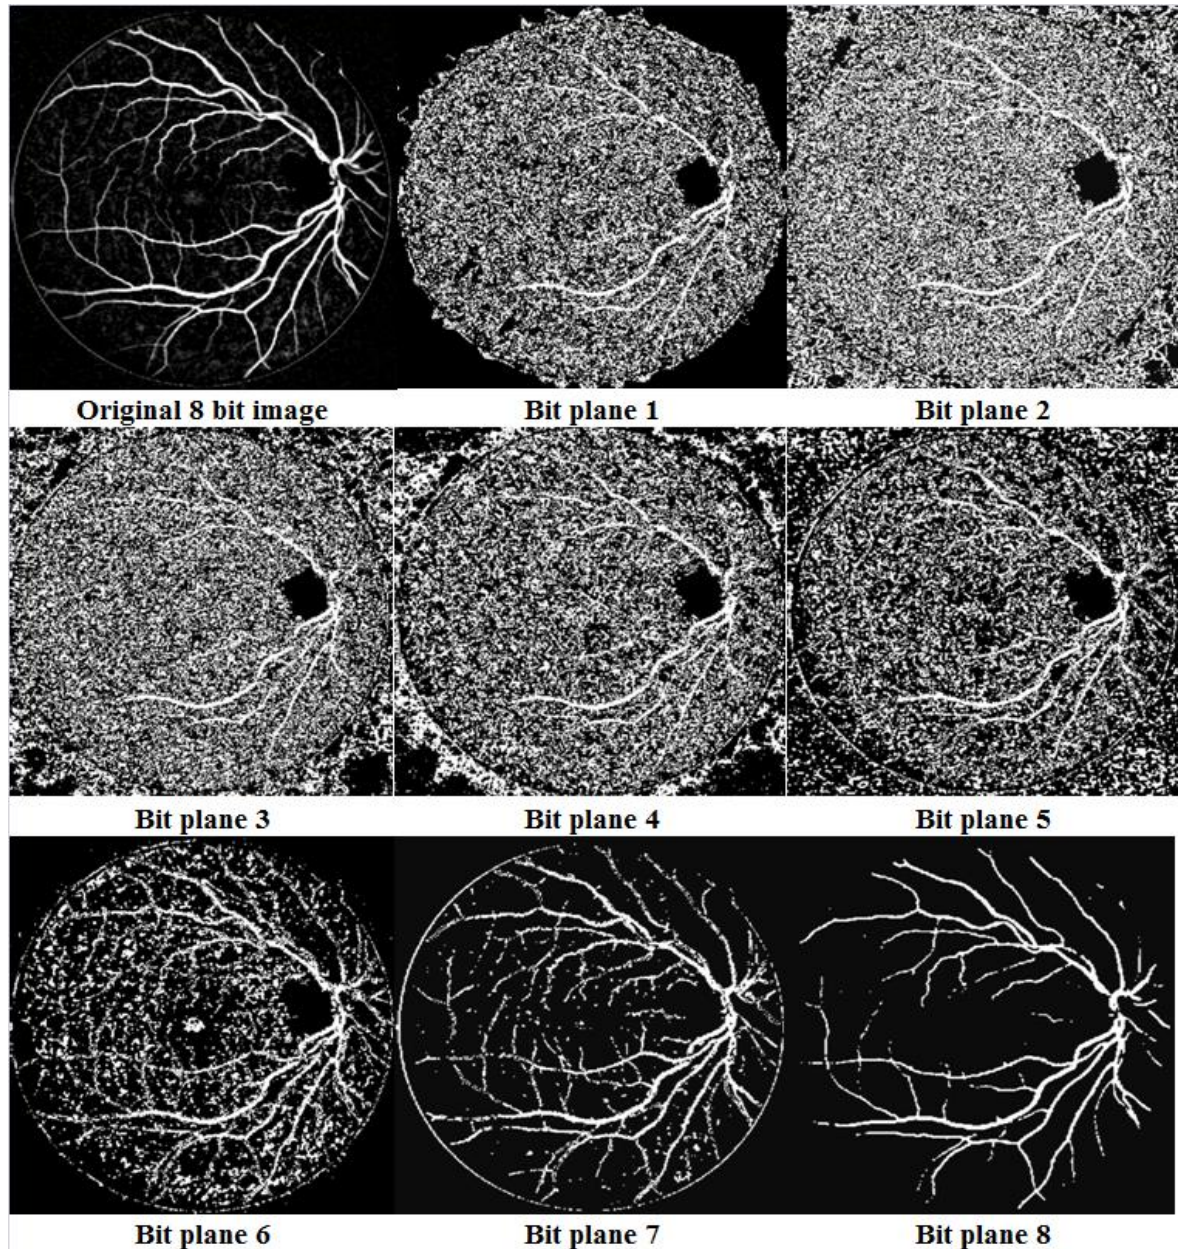 Original 8 bit image
Bit plane 1
Bit plane 2
Bit plane 3
Bit plane 4
Bit plane 5
Bit plane 6
Bit plane 7
Bit plane 8